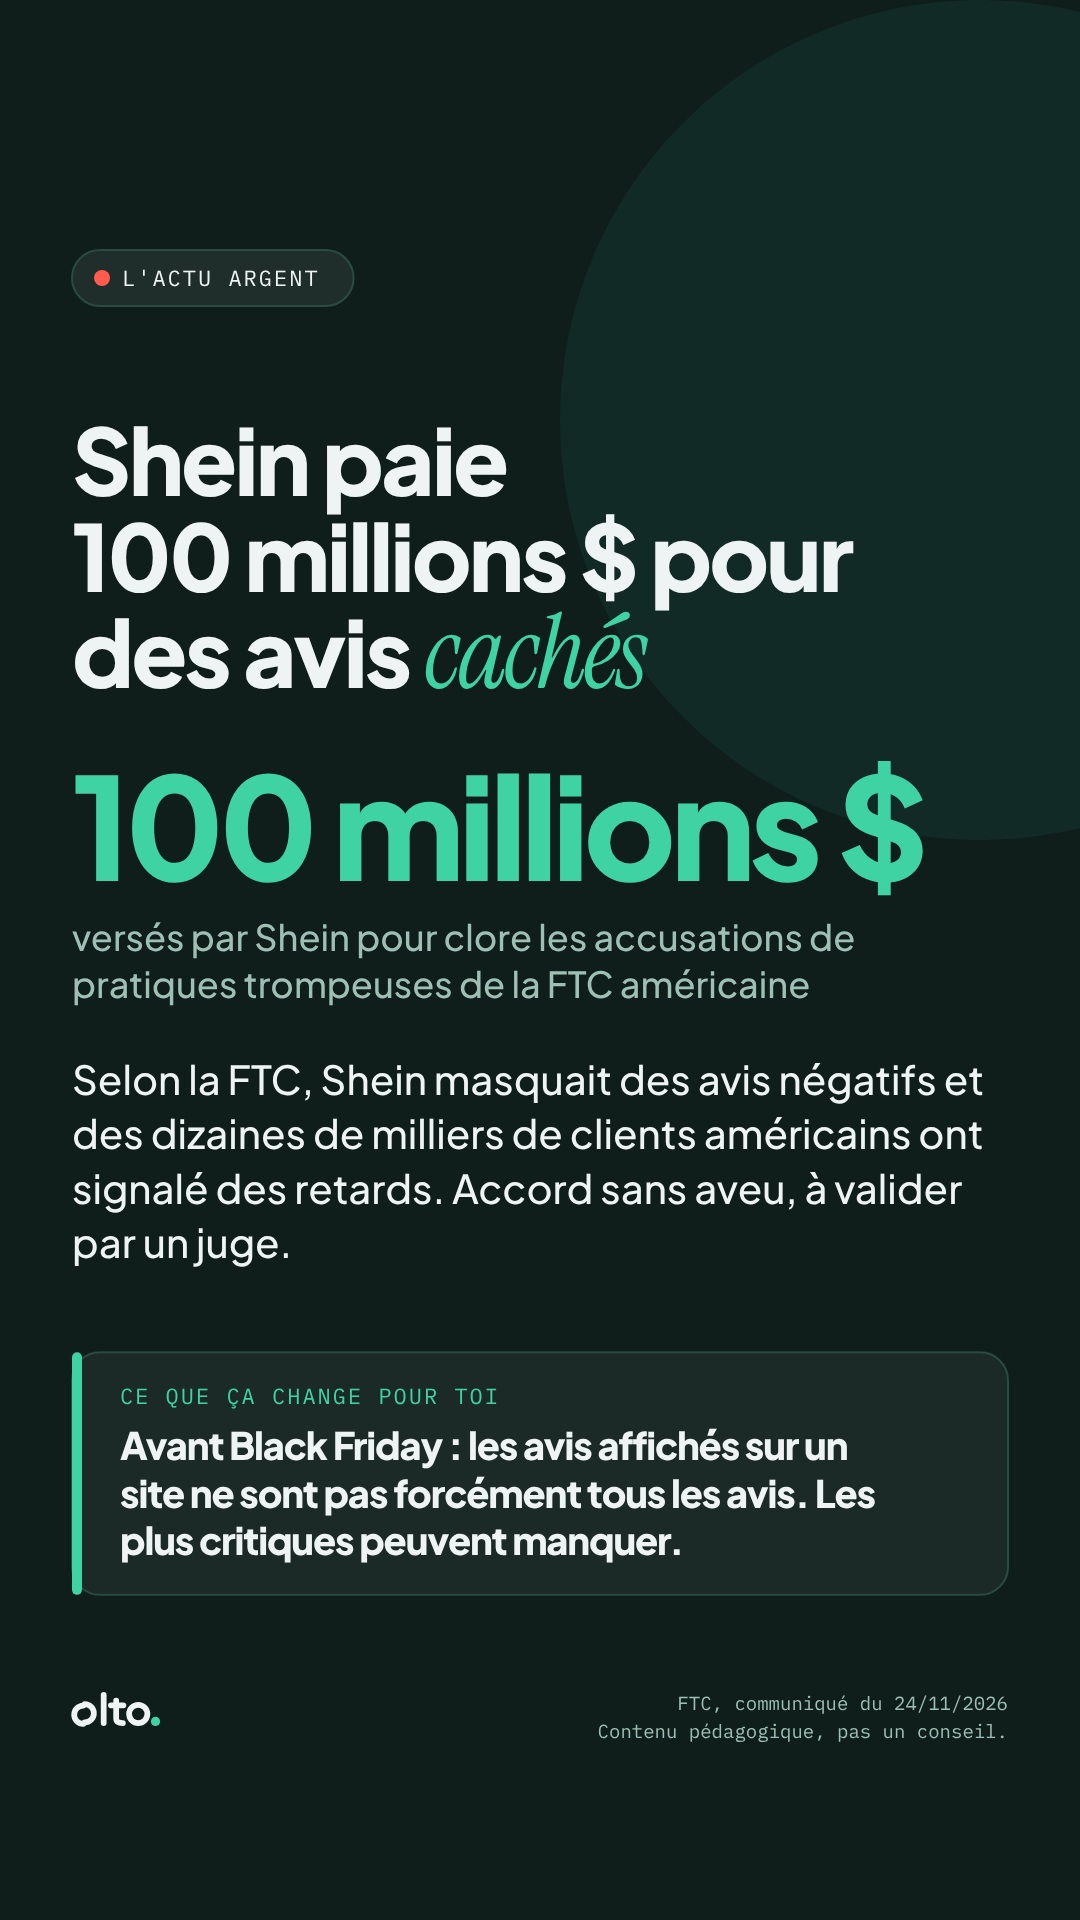 L'ACTU ARGENT
Shein paie
100 millions $ pour
des avis cachés
100 millions $
versés par Shein pour clore les accusations de
pratiques trompeuses de la FTC américaine
Selon la FTC, Shein masquait des avis négatifs et
des dizaines de milliers de clients américains ont
signalé des retards. Accord sans aveu, à valider
par un juge.
CE QUE ÇA CHANGE POUR TOI
Avant Black Friday : les avis affichés sur un
site ne sont pas forcément tous les avis. Les
plus critiques peuvent manquer.
olto.
FTC, communiqué du 24/11/2026
Contenu pédagogique, pas un conseil.